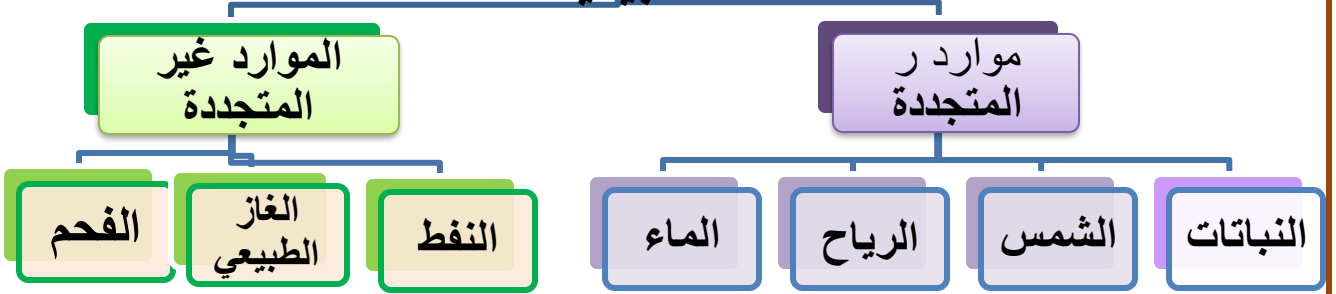 موارد ر
المتجددة
الموارد غير
المتجددة
النباتات
الشمس
الرياح
الماء
النفط
الغاز
الطبيعي
الفحم